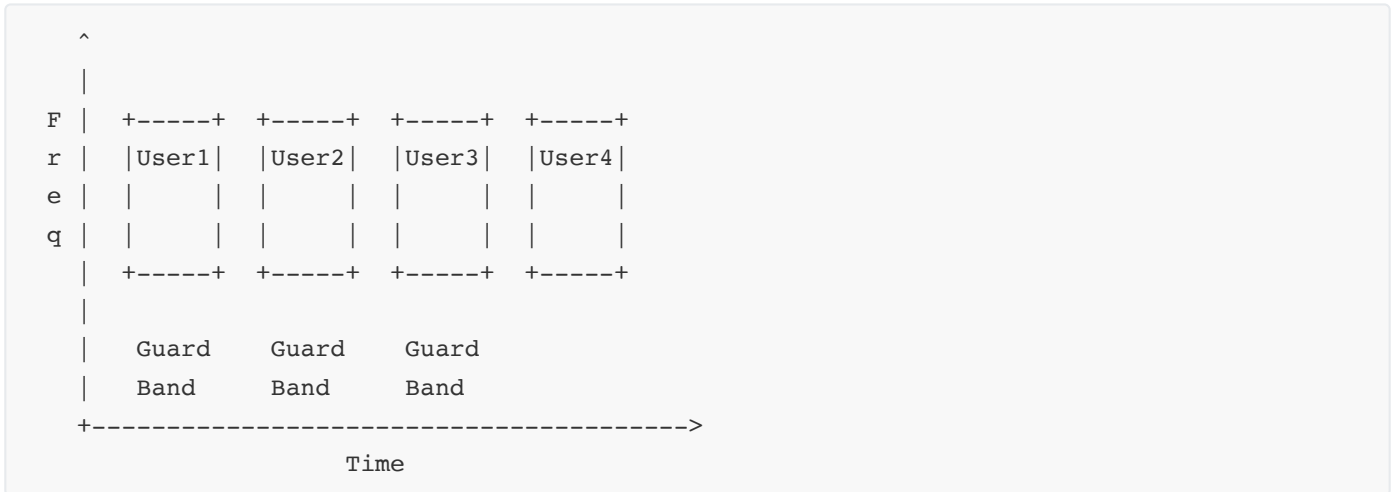 ^
|
F | +-----+ +-----+ +-----+ +-----+
r | |User1| |User2| |User3| |User4|
e | | | | | | | | |
q | | | | | | | | |
| +-----+ +-----+ +-----+ +-----+
|
| Guard Guard Guard
| Band Band Band
+---------------------------------------->
Time